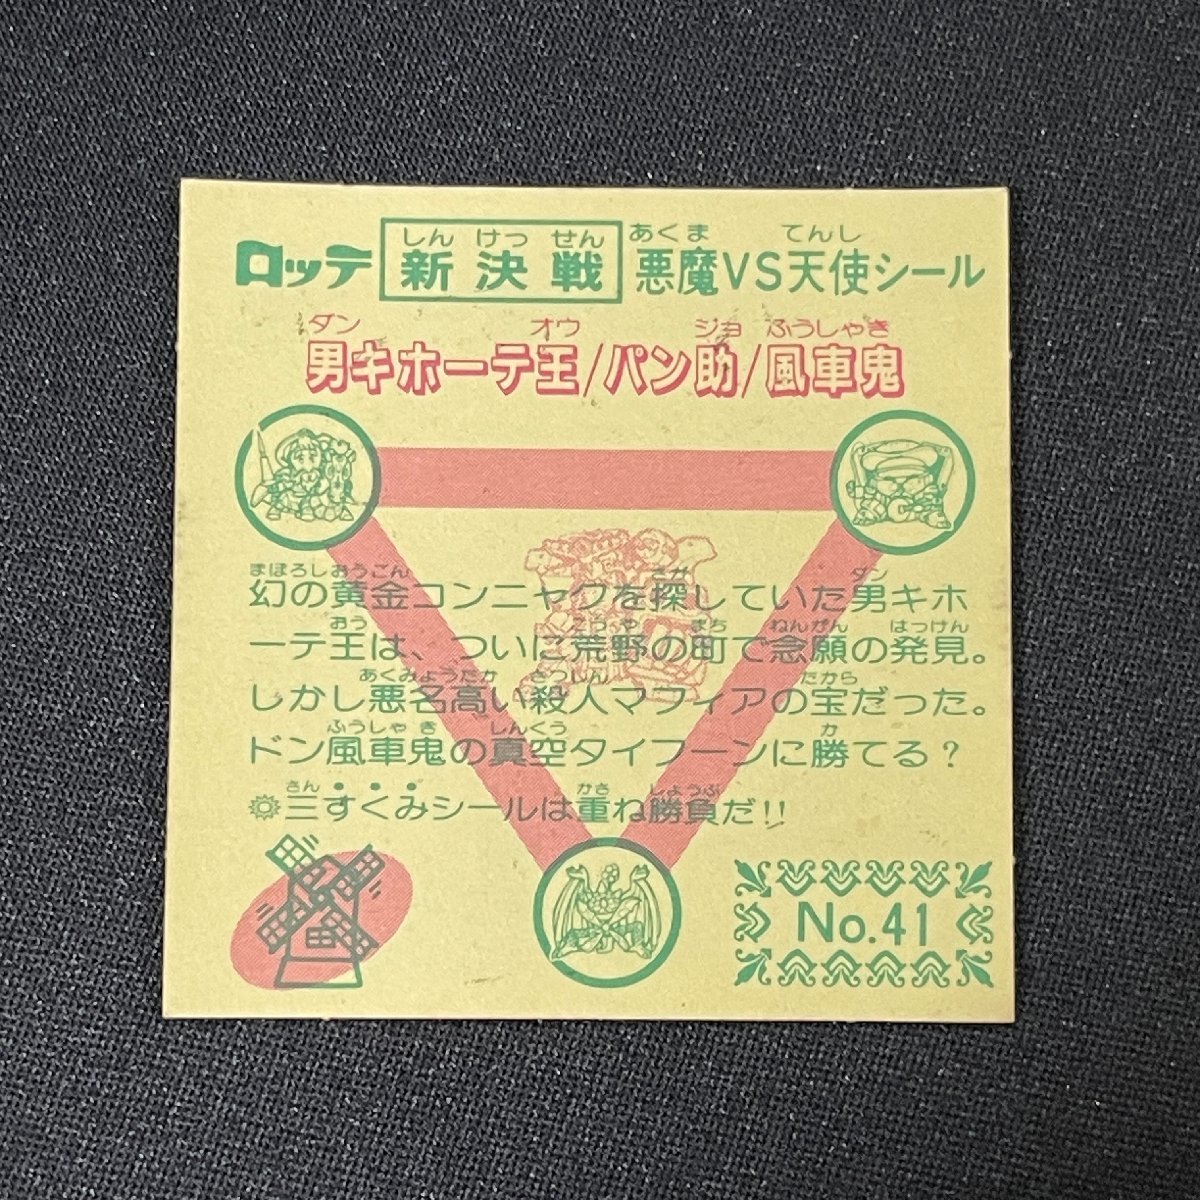 しん けっ せん あくま てんし
ロッテ 新決戦 悪魔VS天使シール
ダン オウ ジョ ふうしゃき
男キホーテ王/パン助/風車鬼
まぼろし おうごん さが ダン
幻の黄金コンニャクを探していた男キホ
おう こうや まち ねんがん はっけん
ーテ王は、ついに荒野の町で念願の発見。
あくみょうたか さつじん たから
しかし悪名高い殺人マフィアの宝だった。
ふうしゃき しんくう か
ドン風車鬼の真空タイフーンに勝てる?
さん かさ しょうぶ
三すくみシールは重ね勝負だ!!
No.41